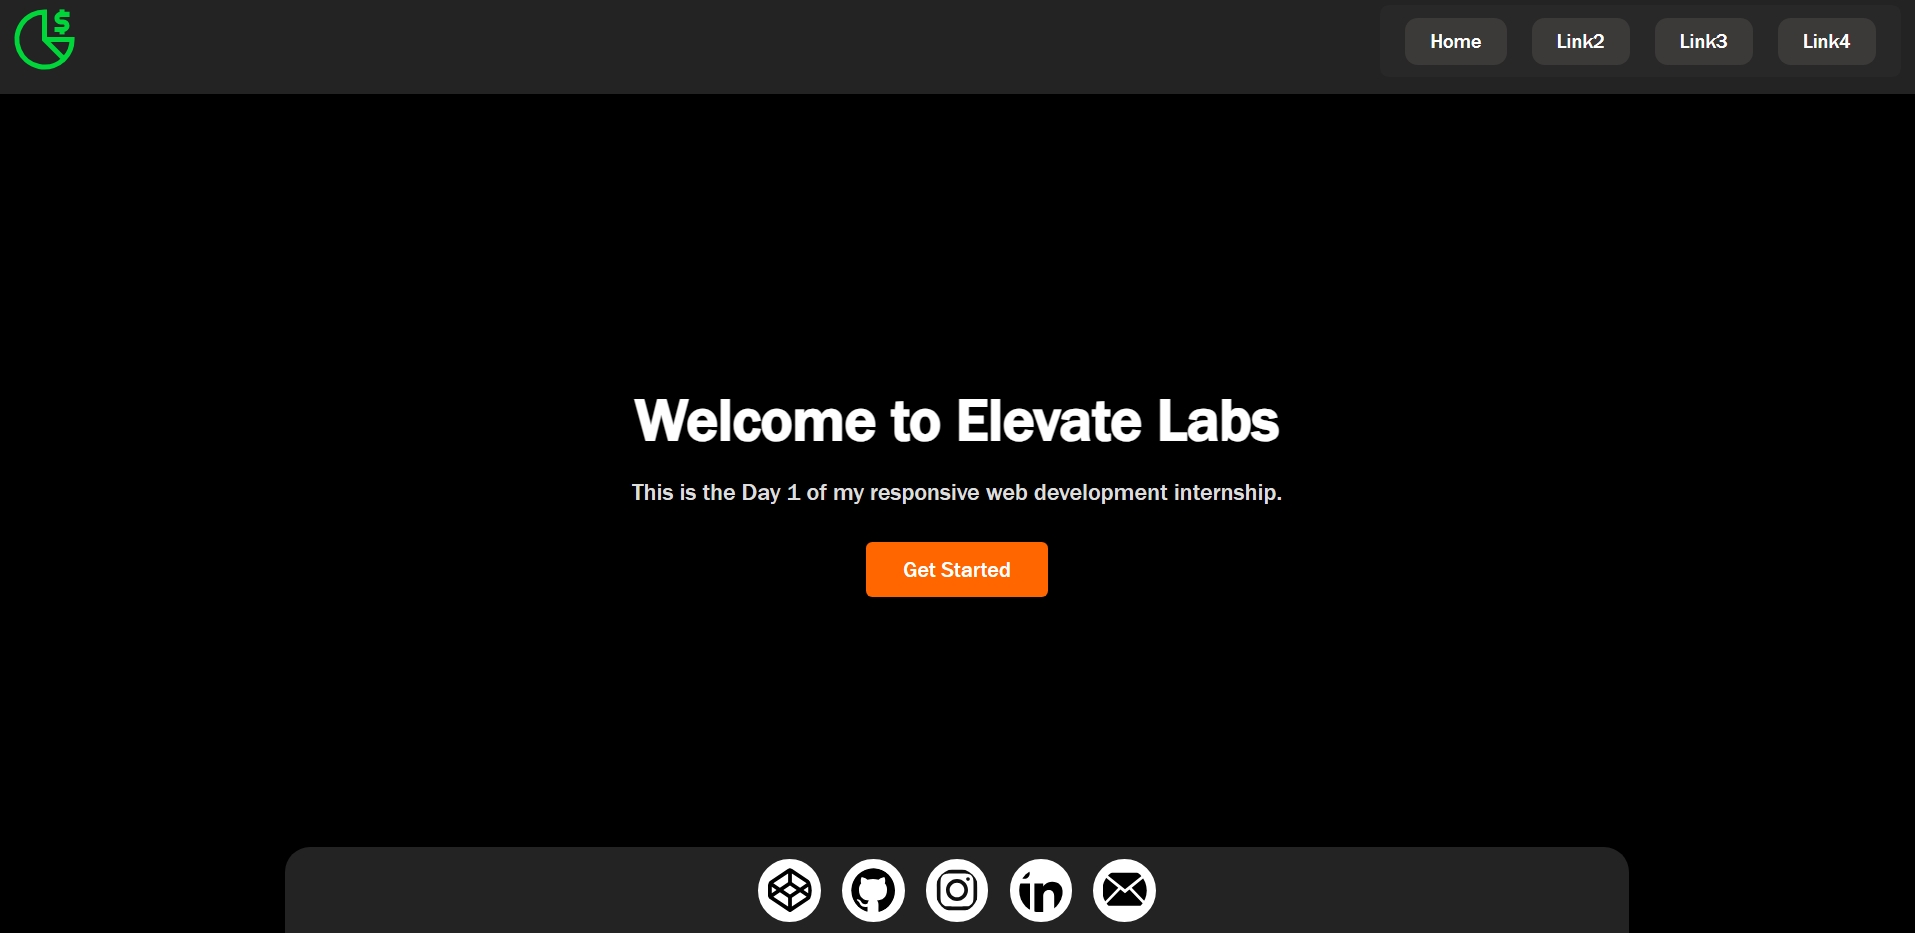 $
Home
Link2
Link3
Link4
Welcome to Elevate Labs
This is the Day 1 of my responsive web development internship.
Get Started
in